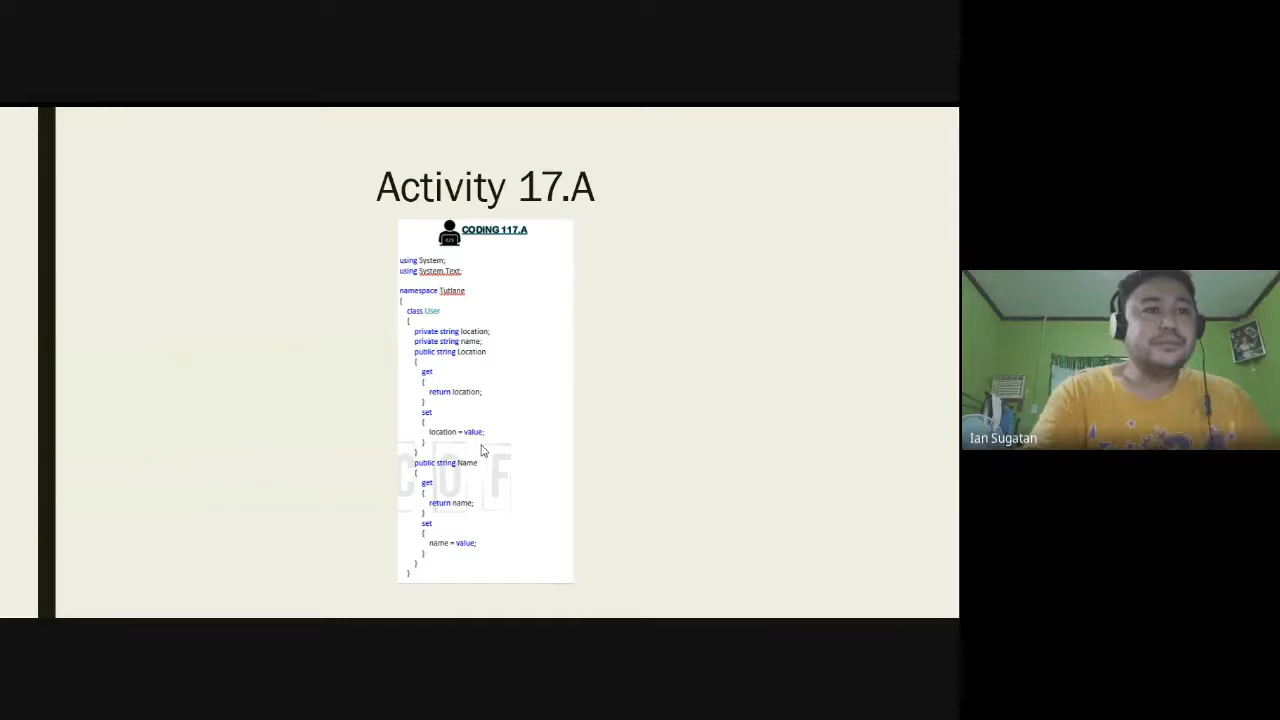 Activity 17.A
CODING 117.A
using System;
using System.Text;
namespace Tutlane
{
class User
{
private string location;
private string name;
public string Location
{
get
{
return location;
}
set
{
location = value;
}
}
public string Name
{
get
{
return name;
}
set
{
name = value;
}
}
}
C O F
Ian Sugatan